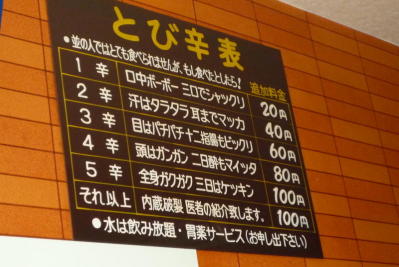 とび辛表
●並の人ではとても食べられませんが、もし食べたとしたら!
追加料金
1 辛 口中ボーボー 三口でシャックリ 20円
2 辛 汗はタラタラ 耳までマッカ 40円
3 辛 目はパチパチ 十二指腸もビックリ 60円
4 辛 頭はガンガン 二日酔もマイッタ 80円
5 辛 全身ガクガク 三日はケッキン 100円
それ以上 内蔵破製 医者の紹介致します。 100円
●水は飲み放題・胃薬サービス(お申し出下さい)